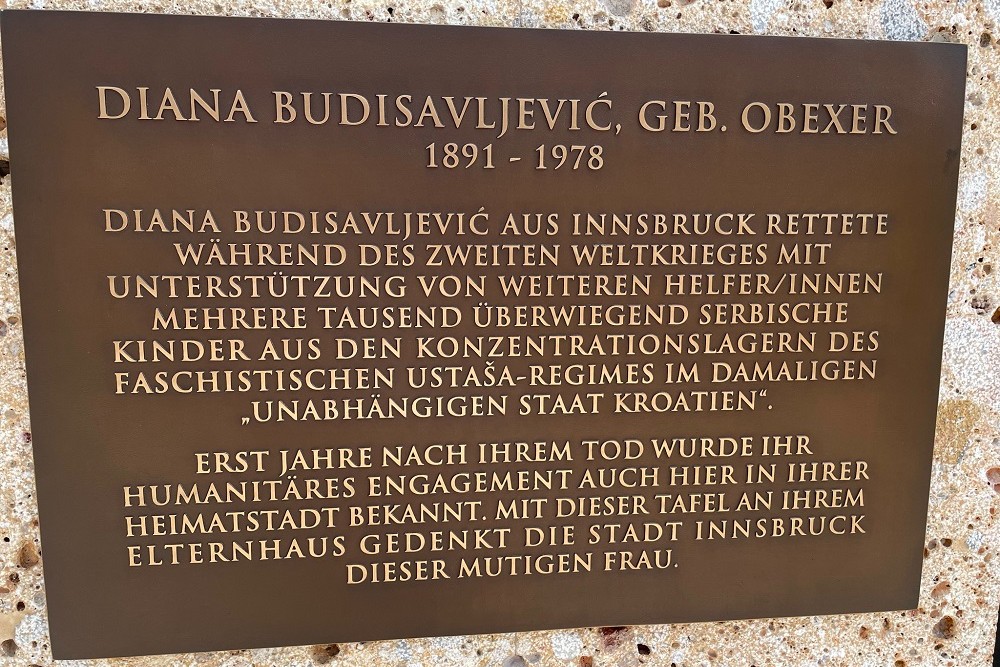 DIANA BUDISAVLJEVIĆ, GEB. OBEXER
1891 - 1978
DIANA BUDISAVLJEVIĆ AUS INNSBRUCK RETTETE
WÄHREND DES ZWEITEN WELTKRIEGES MIT
UNTERSTÜTZUNG VON WEITEREN HELFER/INNEN
MEHRERE TAUSEND ÜBERWIEGEND SERBISCHE
KINDER AUS DEN KONZENTRATIONSLAGERN DES
FASCHISTISCHEN USTAŠA-REGIMES IM DAMALIGEN
„UNABHÄNGIGEN STAAT KROATIEN“.
ERST JAHRE NACH IHREM TOD WURDE IHR
HUMANITÄRES ENGAGEMENT AUCH HIER IN IHRER
HEIMATSTADT BEKANNT. MIT DIESER TAFEL AN IHREM
ELTERNHAUS GEDENKT DIE STADT INNSBRUCK
DIESER MUTIGEN FRAU.